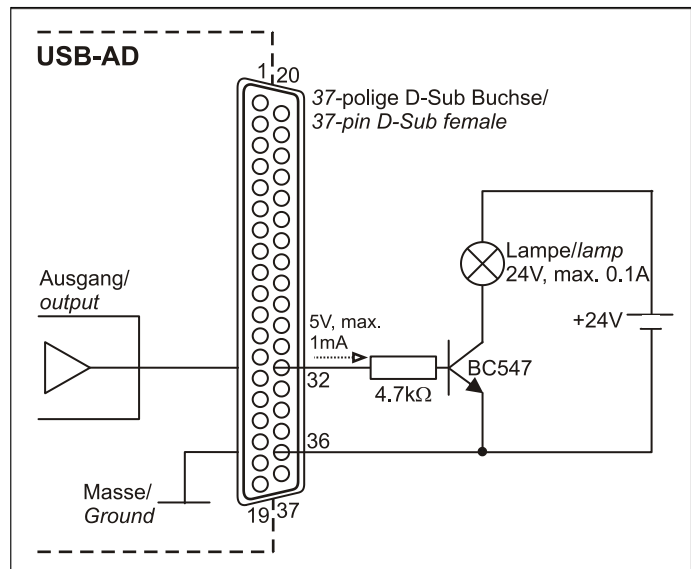 USB-AD
1 20
37-polige D-Sub Buchse/
37-pin D-Sub female
Lampe/lamp
24V, max. 0.1A
Ausgang/
output
5V, max.
1mA
+24V
32
4.7kΩ
BC547
36
Masse/
Ground
19 37